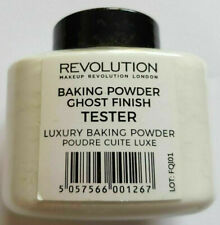 REVOLUTION
MAKEUP REVOLUTION LONDON
BAKING POWDER
GHOST FINISH
TESTER
LUXURY BAKING POWDER
POUDRE CUITE LUXE
5 057566 001267
LOT: FQI01